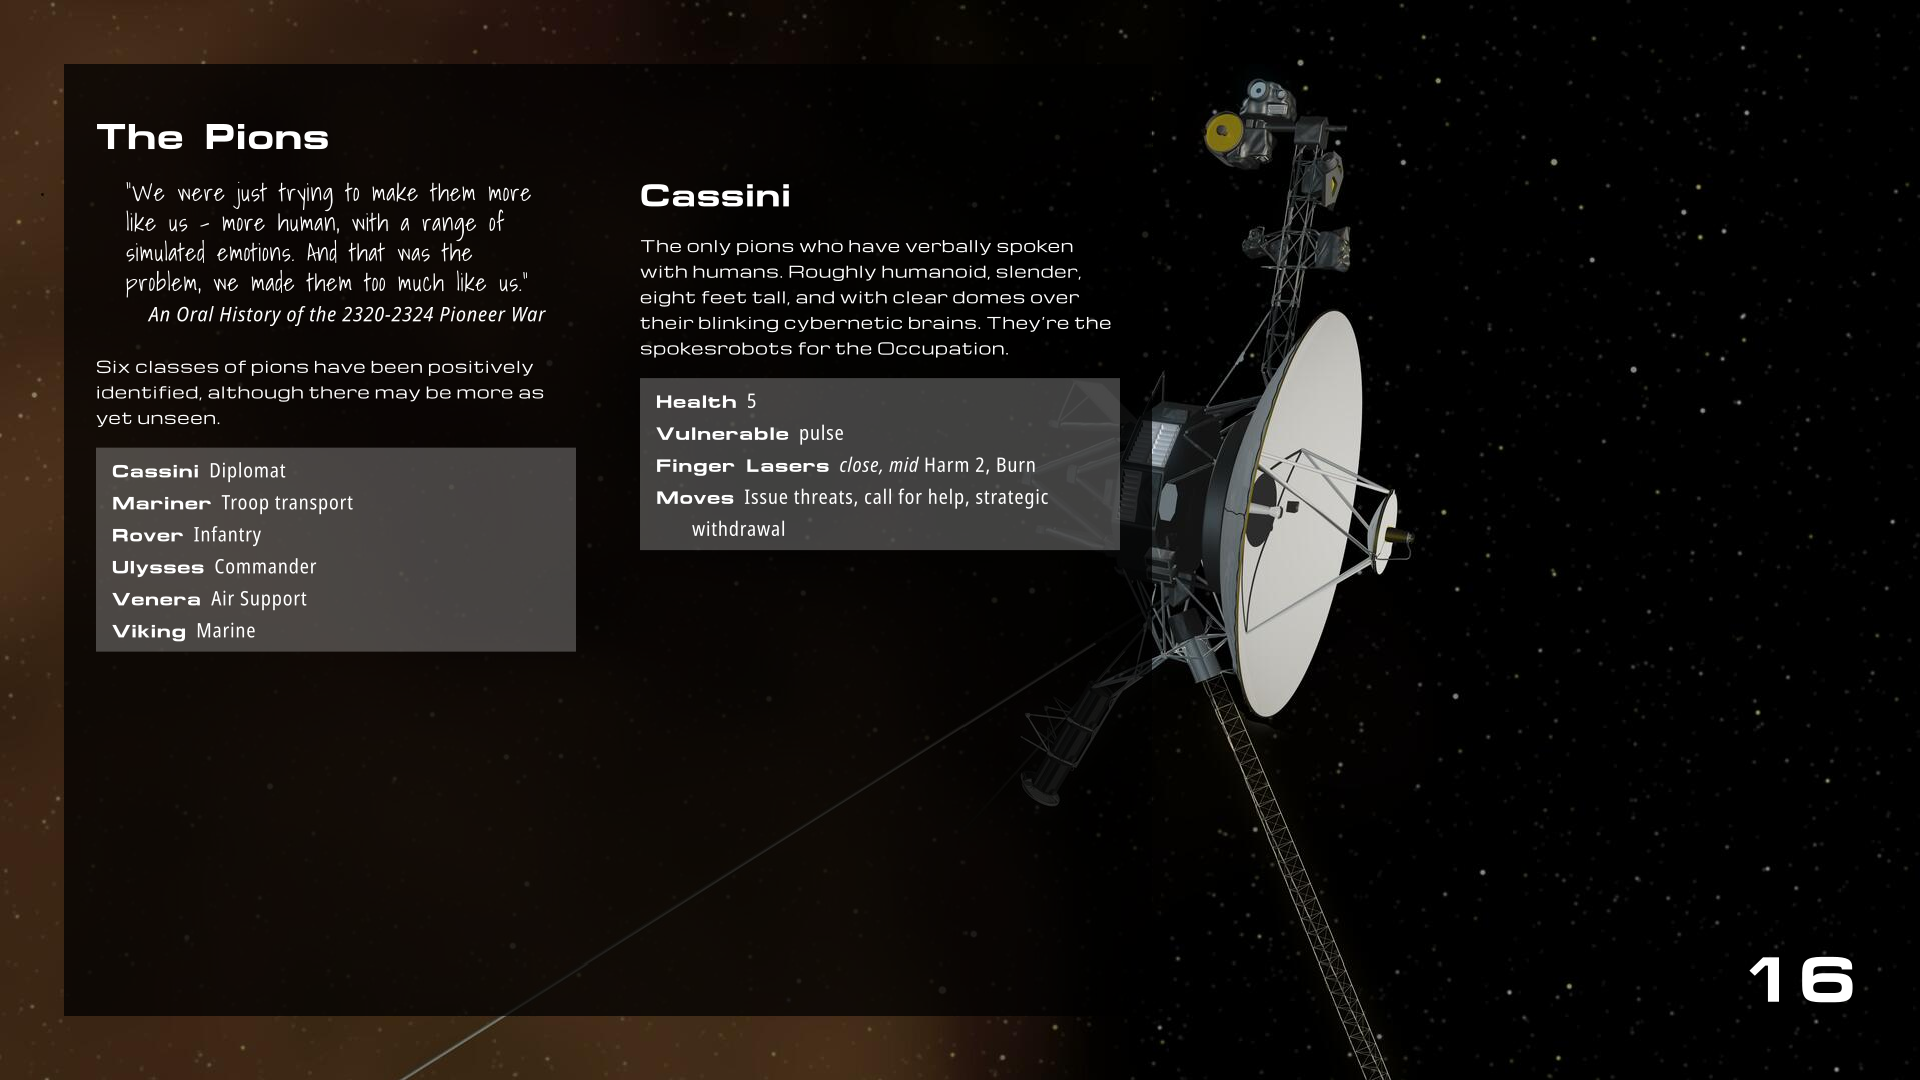 The Pions
"We were just trying to make them more
like us - more human, with a range of
simulated emotions. And that was the
problem, we made them too much like us."
An Oral History of the 2320-2324 Pioneer War
Six classes of pions have been positively
identified, although there may be more as
yet unseen.
Cassini Diplomat
Mariner Troop transport
Rover Infantry
Ulysses Commander
Venera Air Support
Viking Marine
Cassini
The only pions who have verbally spoken
with humans. Roughly humanoid, slender,
eight feet tall, and with clear domes over
their blinking cybernetic brains. They're the
spokesrobots for the Occupation.
Health 5
Vulnerable pulse
Finger Lasers close, mid Harm 2, Burn
Moves Issue threats, call for help, strategic
withdrawal
16